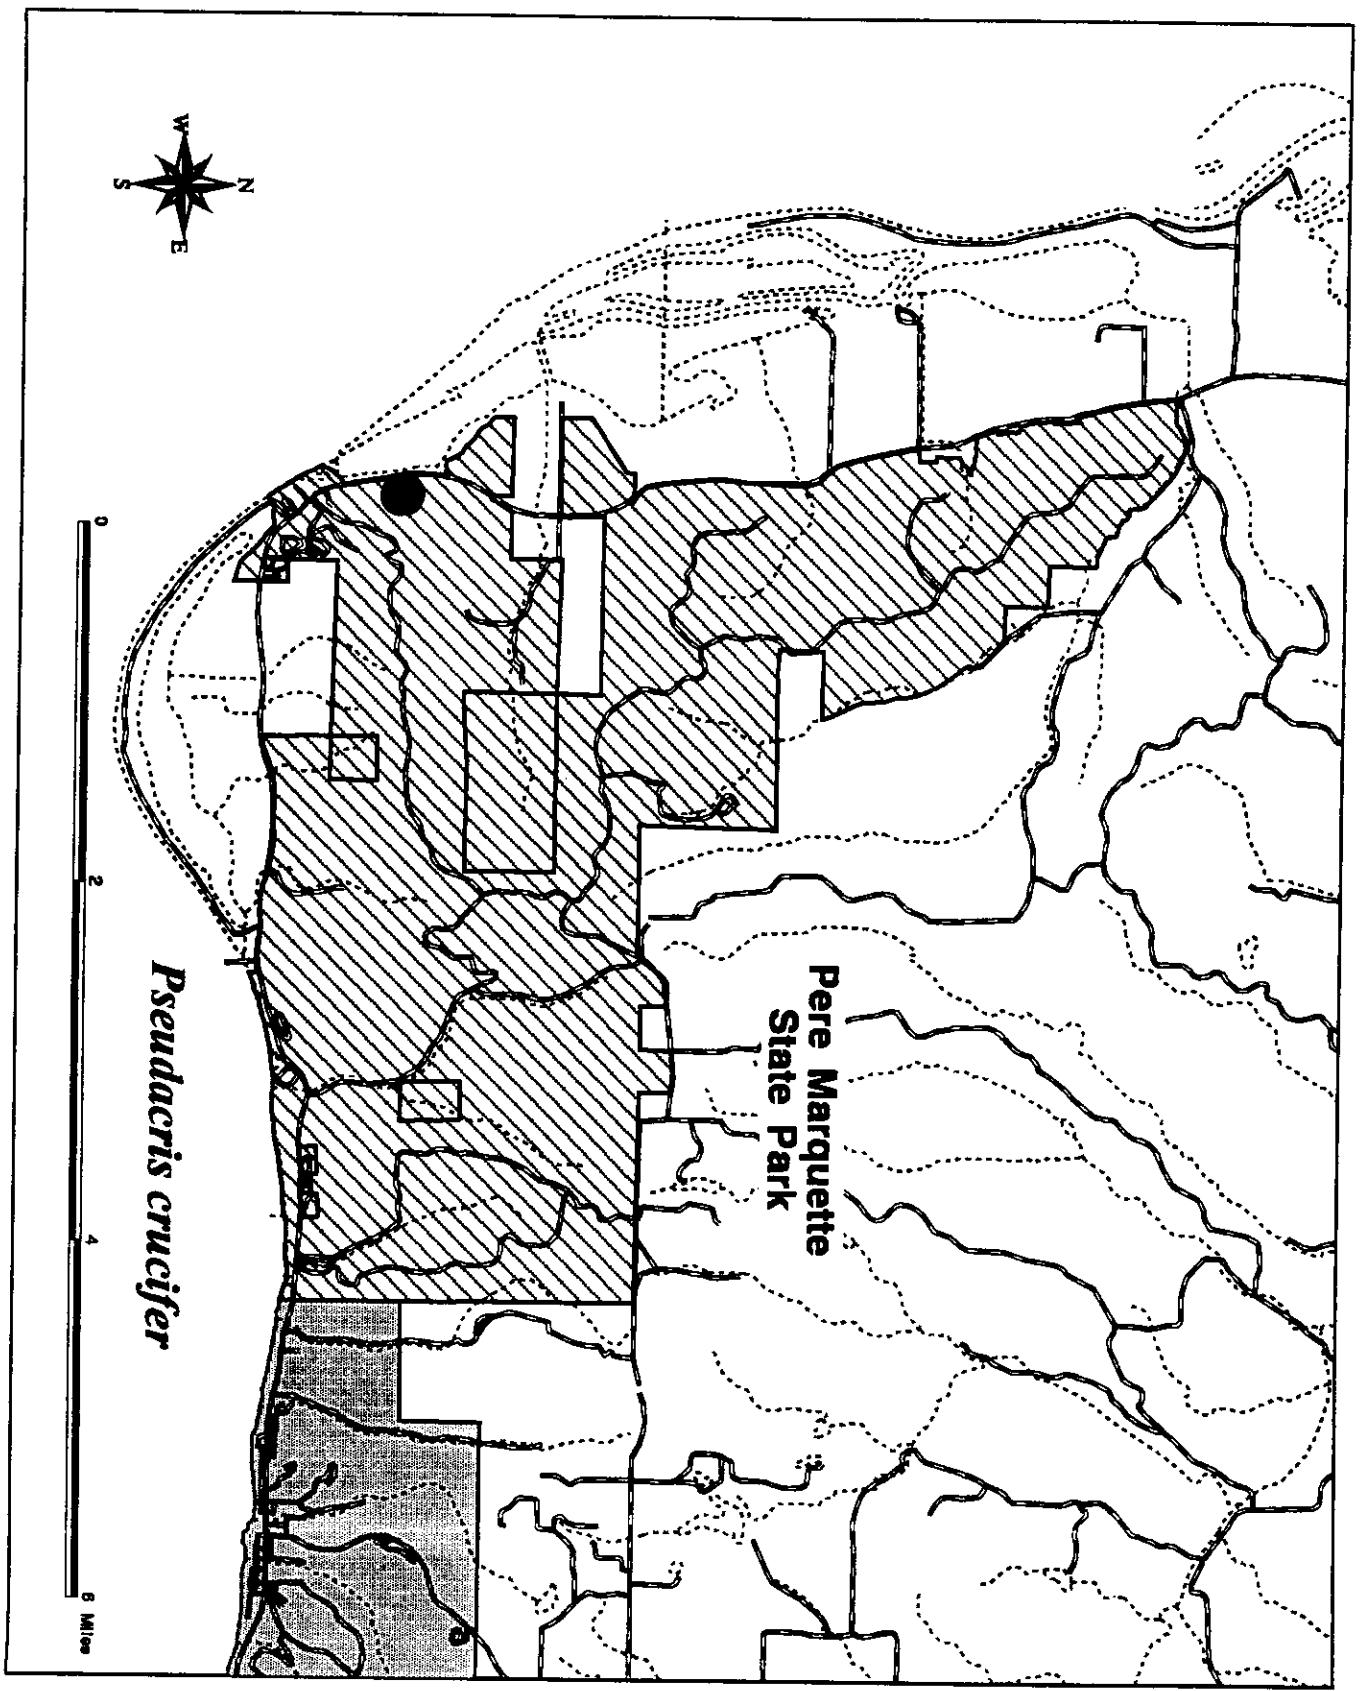 N
W
E
S
Pere Marquette
State Park
Pseudacris crucifer
0 2 4 6 Miles